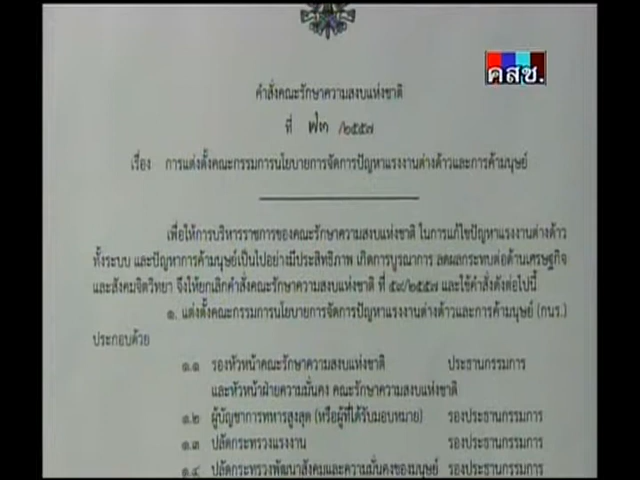 คสช.
คำสั่งคณะรักษาความสงบแห่งชาติ
ที่ ๗๓ /๒๕๕๗
เรื่อง การแต่งตั้งคณะกรรมการนโยบายการจัดการปัญหาแรงงานต่างด้าวและการค้ามนุษย์
เพื่อให้การบริหารราชการของคณะรักษาความสงบแห่งชาติ ในการแก้ไขปัญหาแรงงานต่างด้าว
ทั้งระบบ และปัญหาการค้ามนุษย์เป็นไปอย่างมีประสิทธิภาพ เกิดการบูรณาการ ลดผลกระทบต่อด้านเศรษฐกิจ
และสังคมจิตวิทยา จึงให้ยกเลิกคำสั่งคณะรักษาความสงบแห่งชาติ ที่ ๕๙/๒๕๕๗ และใช้คำสั่งดังต่อไปนี้
๑. แต่งตั้งคณะกรรมการนโยบายการจัดการปัญหาแรงงานต่างด้าวและการค้ามนุษย์ (กนร.)
ประกอบด้วย
๑.๑ รองหัวหน้าคณะรักษาความสงบแห่งชาติ ประธานกรรมการ
และหัวหน้าฝ่ายความมั่นคง คณะรักษาความสงบแห่งชาติ
๑.๒ ผู้บัญชาการทหารสูงสุด (หรือผู้ที่ได้รับมอบหมาย) รองประธานกรรมการ
๑.๓ ปลัดกระทรวงแรงงาน รองประธานกรรมการ
๑.๔ ปลัดกระทรวงพัฒนาสังคมและความมั่นคงของมนุษย์ รองประธานกรรมการ